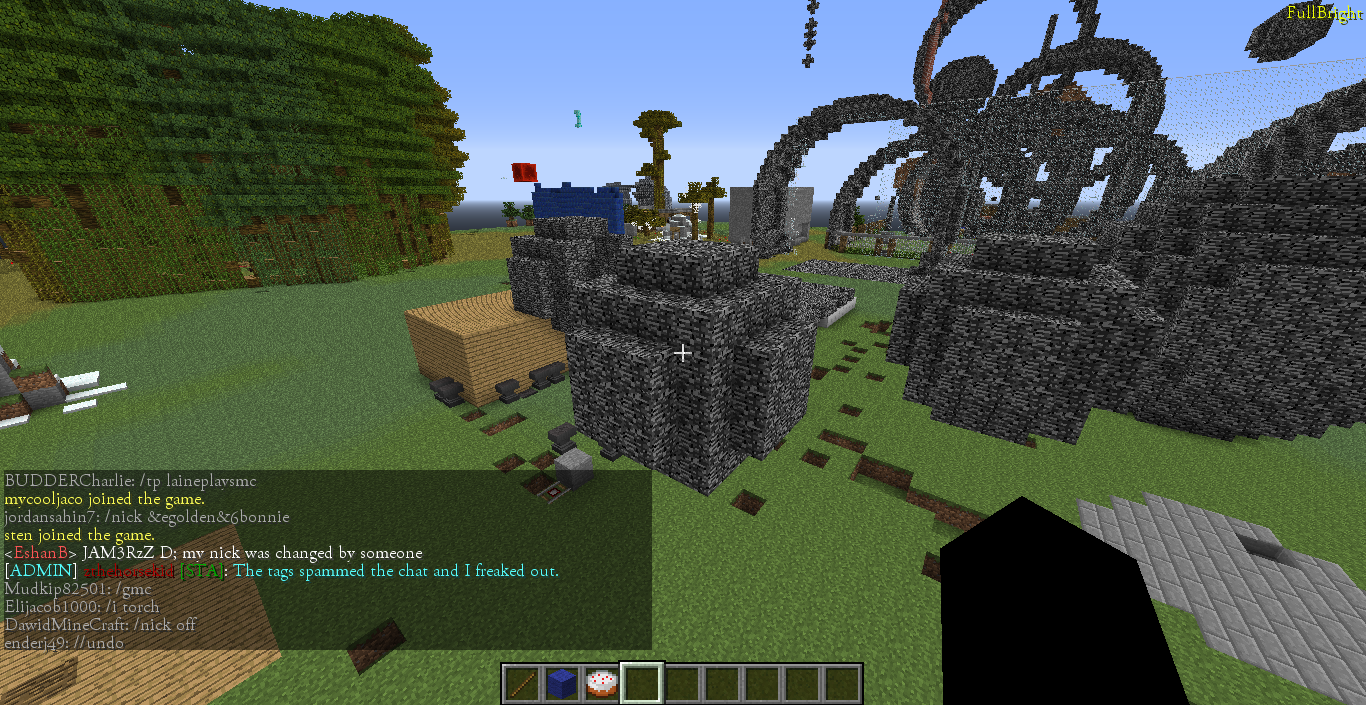 FullBright
BUDDERCharlie: /tp laineplaysmc
mycooljaco joined the game.
jordansahin7: /nick &egolden&6bonnie
sten joined the game.
<EshanB> JAM3RzZ D; my nick was changed by someone
[ADMIN] [STA]: The tags spammed the chat and I freaked out.
Mudkip82501: /gmc
Elijacob1000: /i torch
DawidMineCraft: /nick off
enderj49: //undo